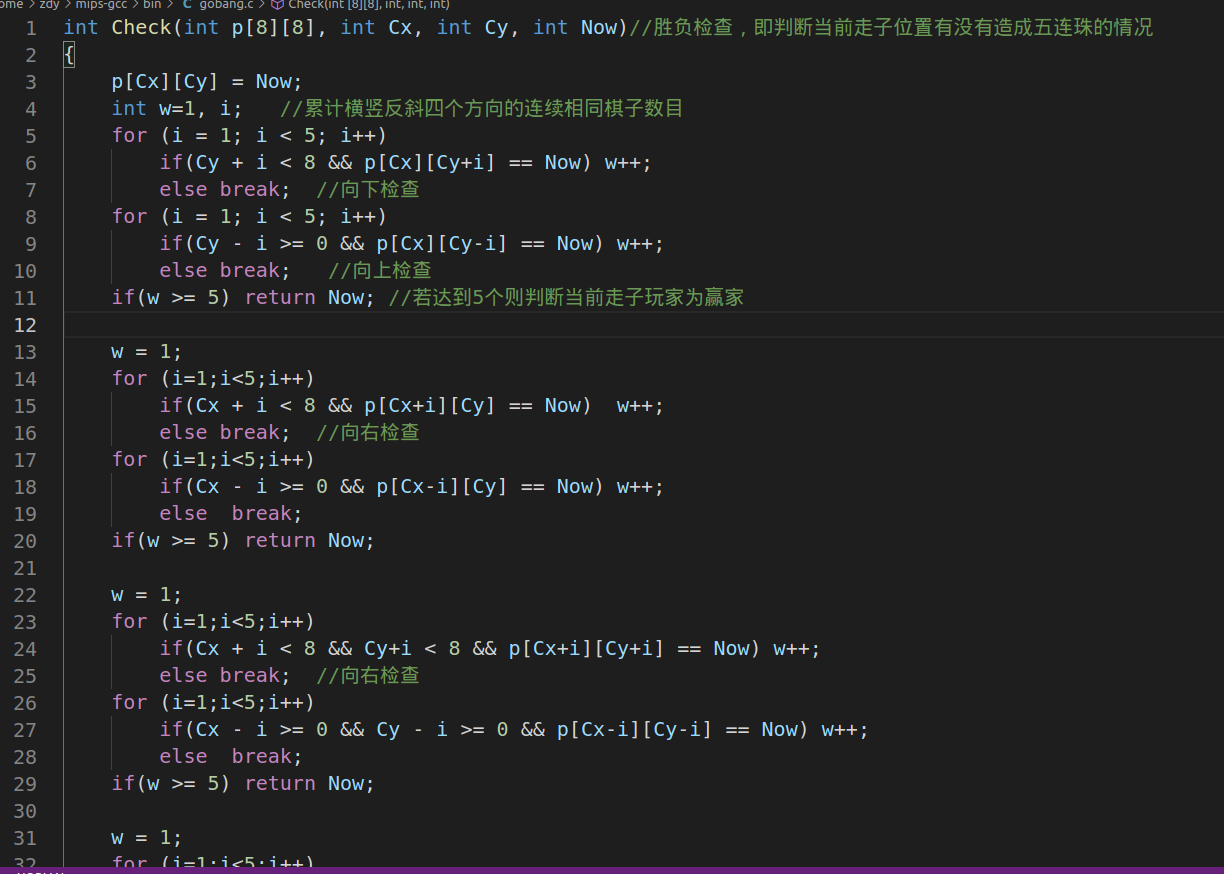 ome > zdy > mips-gcc > bin > C gobang.c > Check(int [8][8], int, int, int)
1 int Check(int p[8][8], int Cx, int Cy, int Now)//胜负检查，即判断当前走子位置有没有造成五连珠的情况
2 {
3 p[Cx][Cy] = Now;
4 int w=1, i; //累计横竖反斜四个方向的连续相同棋子数目
5 for (i = 1; i < 5; i++)
6 if(Cy + i < 8 && p[Cx][Cy+i] == Now) w++;
7 else break; //向下检查
8 for (i = 1; i < 5; i++)
9 if(Cy - i >= 0 && p[Cx][Cy-i] == Now) w++;
10 else break; //向上检查
11 if(w >= 5) return Now; //若达到5个则判断当前走子玩家为赢家
12
13 w = 1;
14 for (i=1;i<5;i++)
15 if(Cx + i < 8 && p[Cx+i][Cy] == Now) w++;
16 else break; //向右检查
17 for (i=1;i<5;i++)
18 if(Cx - i >= 0 && p[Cx-i][Cy] == Now) w++;
19 else break;
20 if(w >= 5) return Now;
21
22 w = 1;
23 for (i=1;i<5;i++)
24 if(Cx + i < 8 && Cy+i < 8 && p[Cx+i][Cy+i] == Now) w++;
25 else break; //向右检查
26 for (i=1;i<5;i++)
27 if(Cx - i >= 0 && Cy - i >= 0 && p[Cx-i][Cy-i] == Now) w++;
28 else break;
29 if(w >= 5) return Now;
30
31 w = 1;
32 for (i=1;i<5;i++)